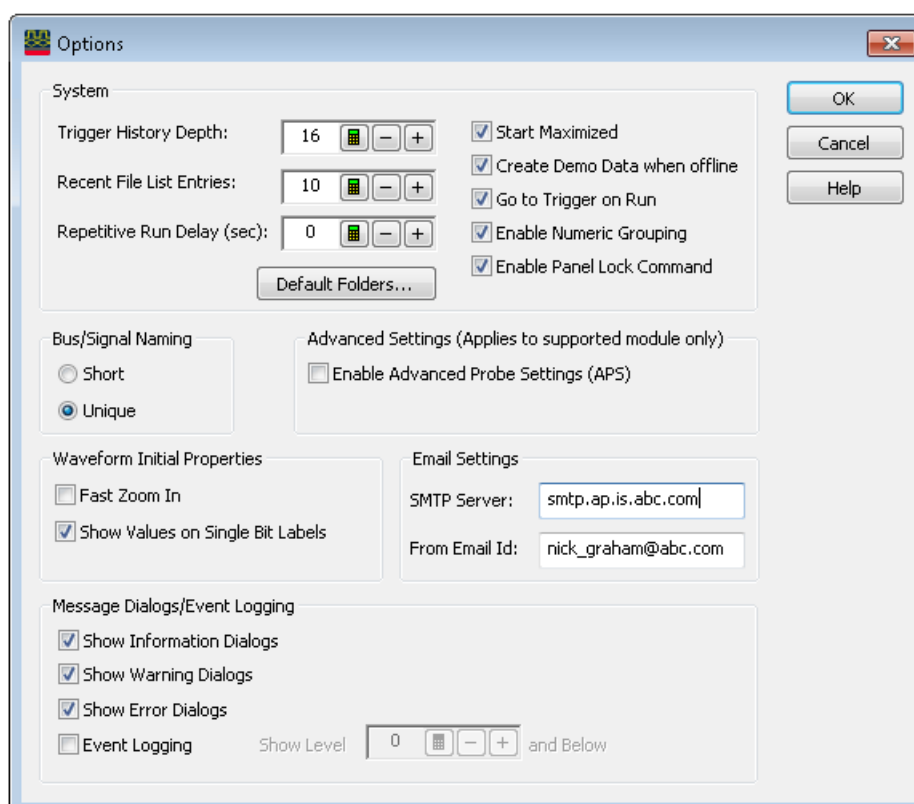 Options
System
Trigger History Depth: 16 - +
Recent File List Entries: 10 - +
Repetitive Run Delay (sec): 0 - +
Default Folders...
Start Maximized
Create Demo Data when offline
Go to Trigger on Run
Enable Numeric Grouping
Enable Panel Lock Command
OK
Cancel
Help
Bus/Signal Naming
Short
Unique
Advanced Settings (Applies to supported module only)
Enable Advanced Probe Settings (APS)
Waveform Initial Properties
Fast Zoom In
Show Values on Single Bit Labels
Email Settings
SMTP Server: smtp.ap.is.abc.com
From Email Id: nick_graham@abc.com
Message Dialogs/Event Logging
Show Information Dialogs
Show Warning Dialogs
Show Error Dialogs
Event Logging Show Level 0 - + and Below